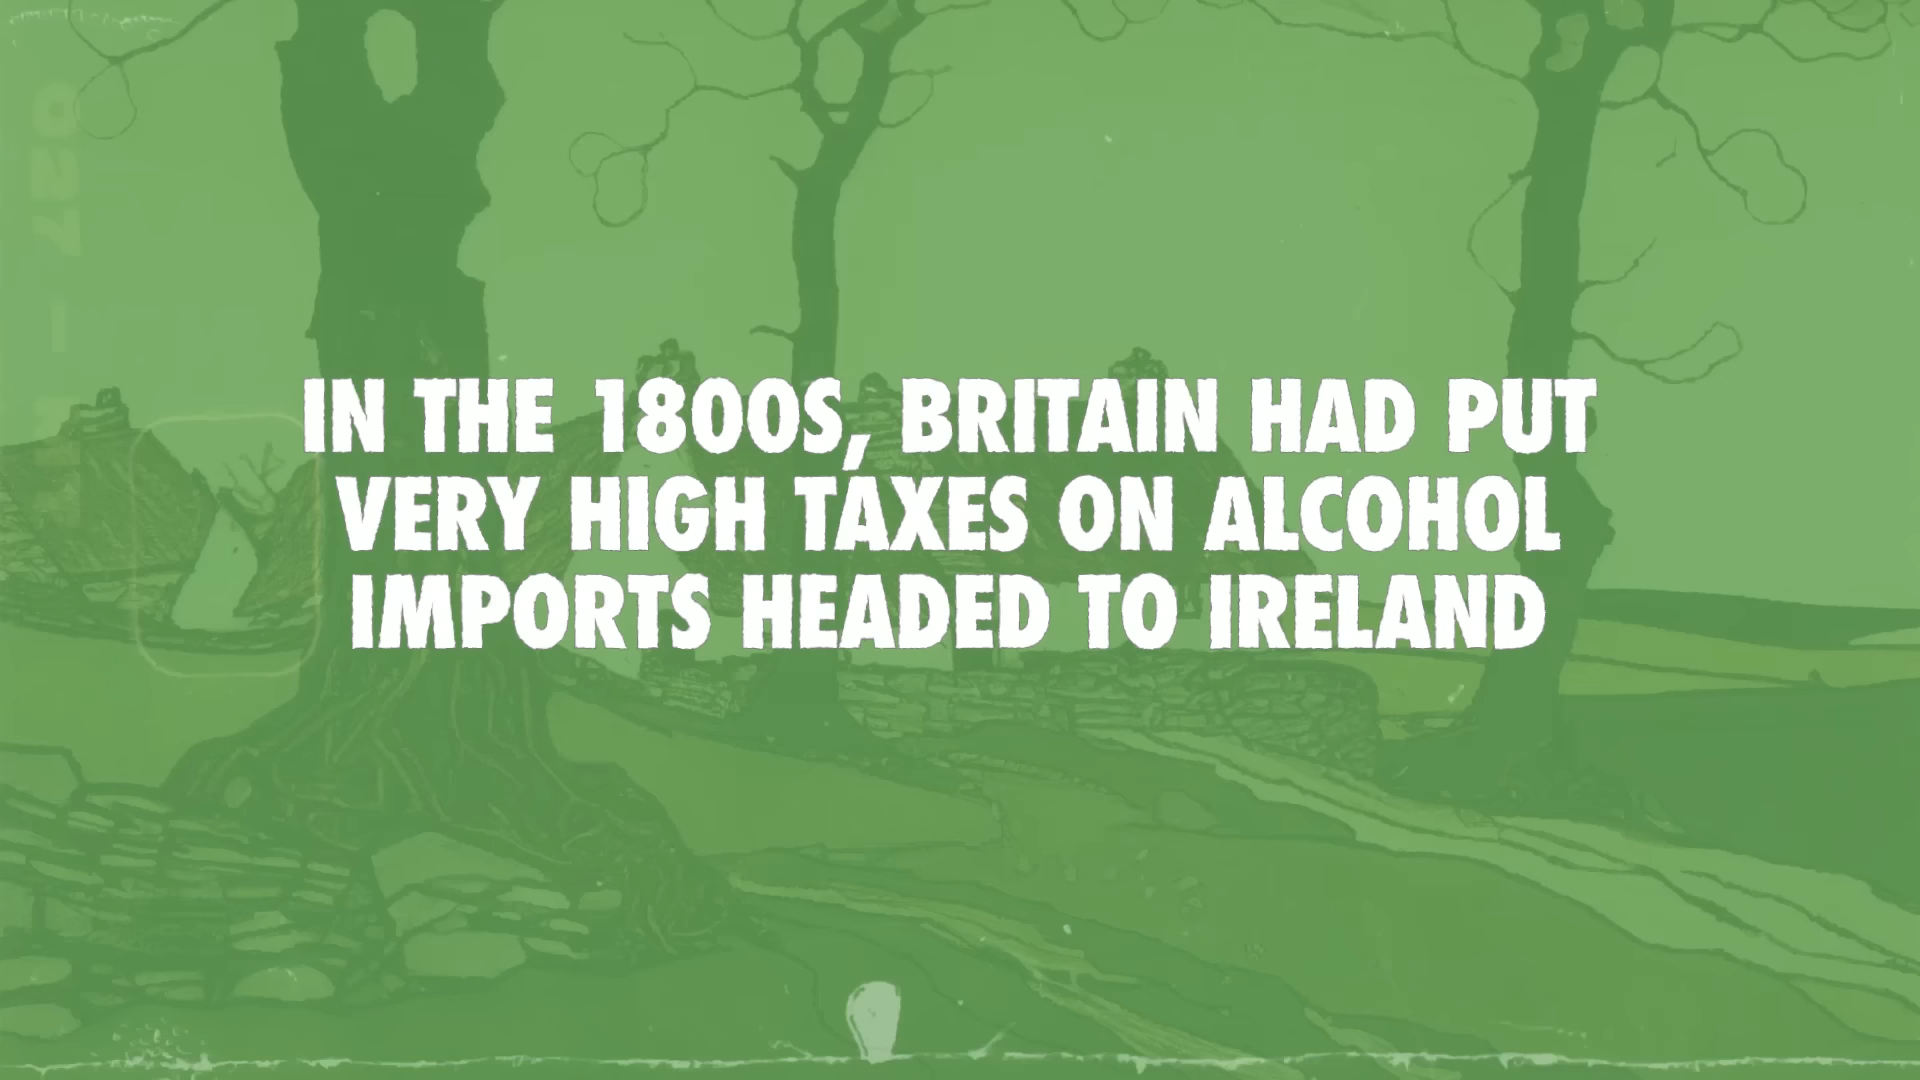 IN THE 1800S, BRITAIN HAD PUT
VERY HIGH TAXES ON ALCOHOL
IMPORTS HEADED TO IRELAND